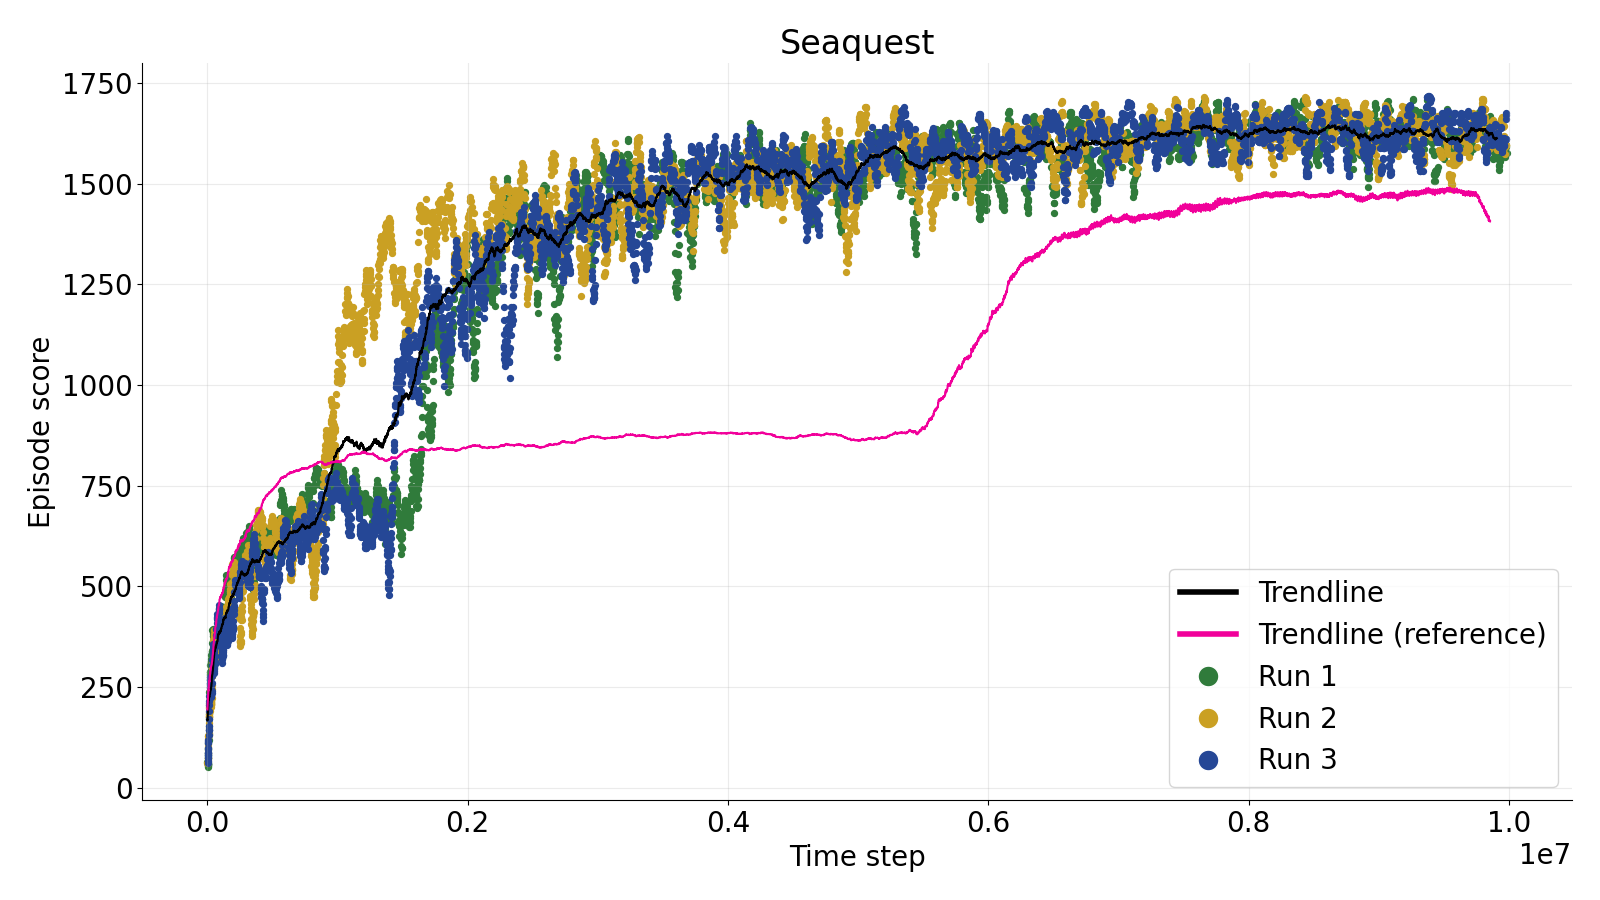 Seaquest
Episode score
1750
1500
1250
1000
750
500
250
0
0.0 0.2 0.4 0.6 0.8 1.0
1e7
Time step
Trendline
Trendline (reference)
Run 1
Run 2
Run 3